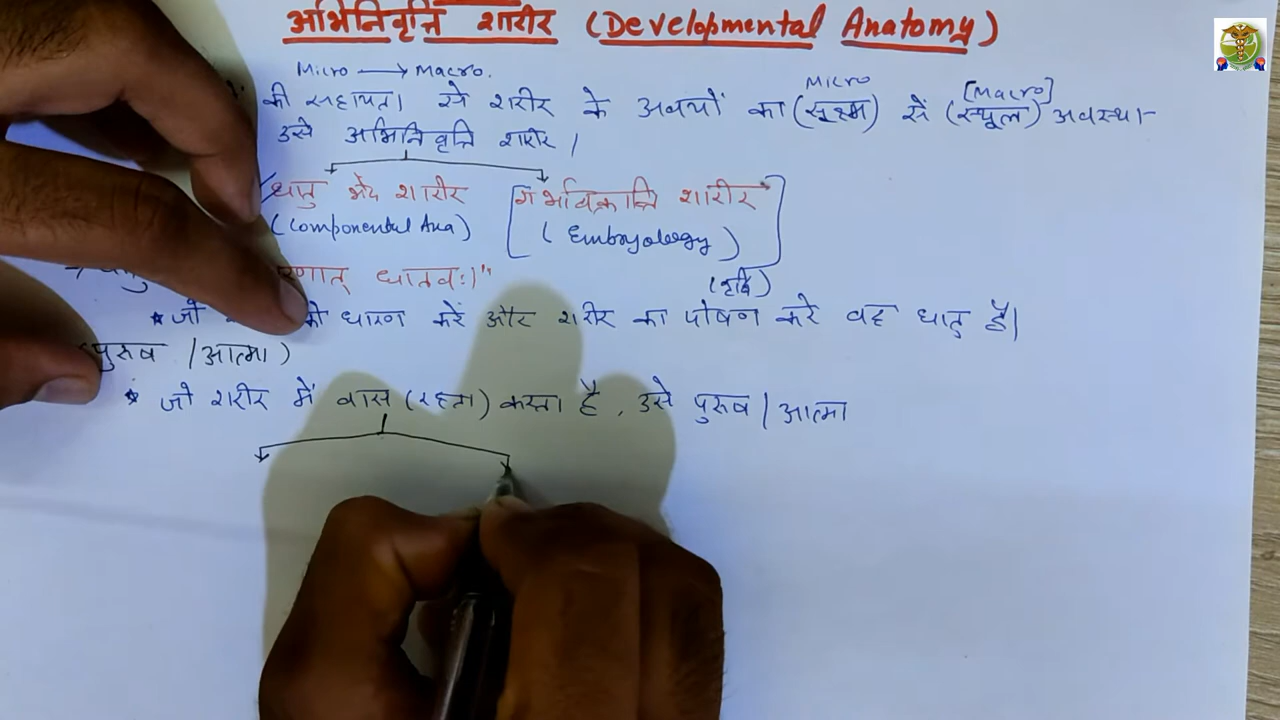 अभिनिवृत्ति शारीर (Developmental Anatomy)
Micro → Macro.
Micro [Macro]
की सहायता से शरीर के अवयवों का (सूक्ष्म) से (स्थूल) अवस्था-
उसे अभिनिवृत्ति शारीर /
धातु भेद शारीर [गर्भावक्रान्ति शारीर]
(Componental Ana) (Embryology)
धातवः।"
*जो को धारण करें और शरीर का पोषण करे वह धातु है।
पुरुष /आत्मा)
* जो शरीर में वास (रहता) करता है, उसे पुरुष / आत्मा